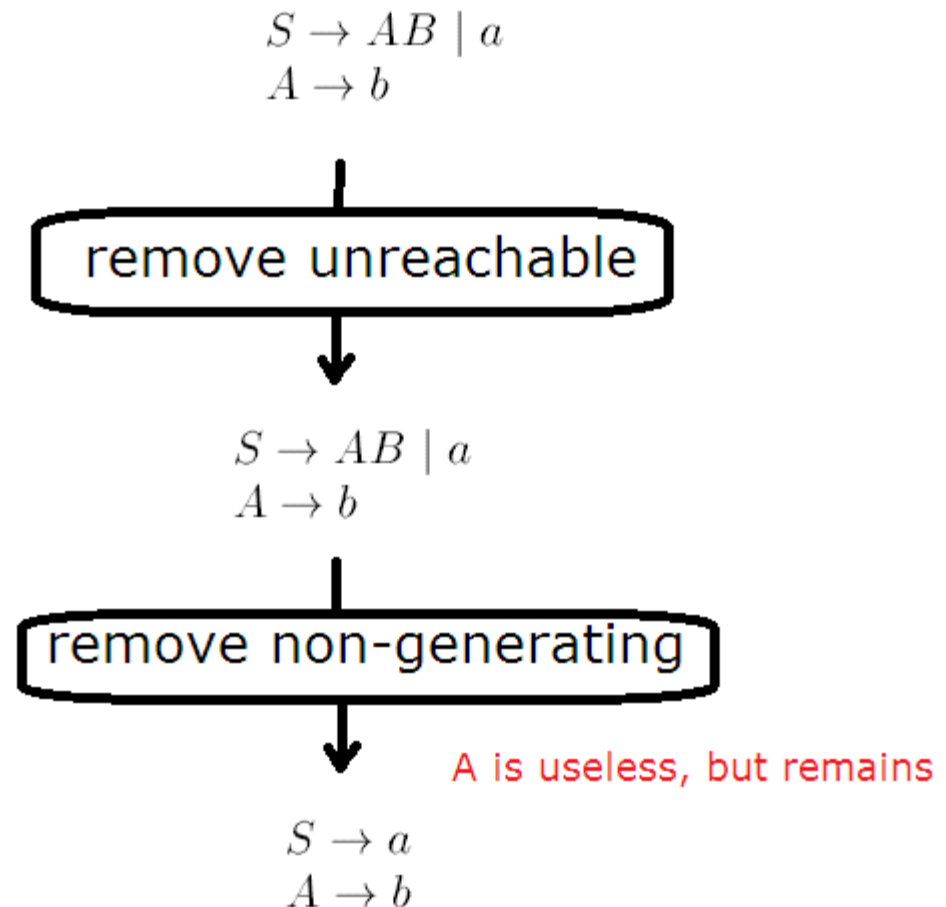 S → AB | a
A → b
remove unreachable
S → AB | a
A → b
remove non-generating
A is useless, but remains
S → a
A → b